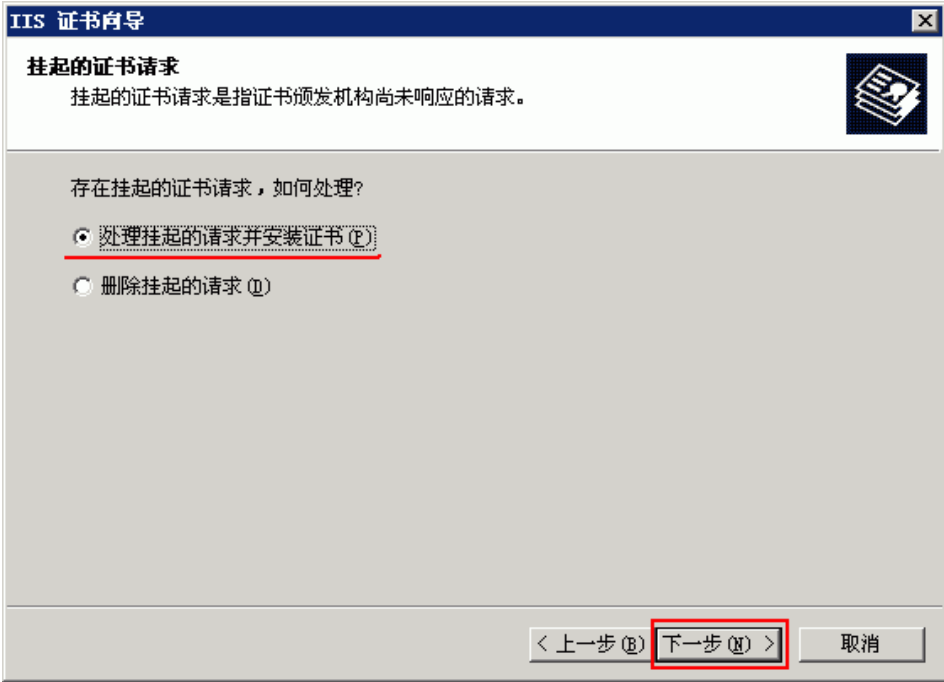 IIS 证书向导
挂起的证书请求
挂起的证书请求是指证书颁发机构尚未响应的请求。
存在挂起的证书请求，如何处理?
处理挂起的请求并安装证书(P)
删除挂起的请求(D)
< 上一步(B) 下一步(N) > 取消